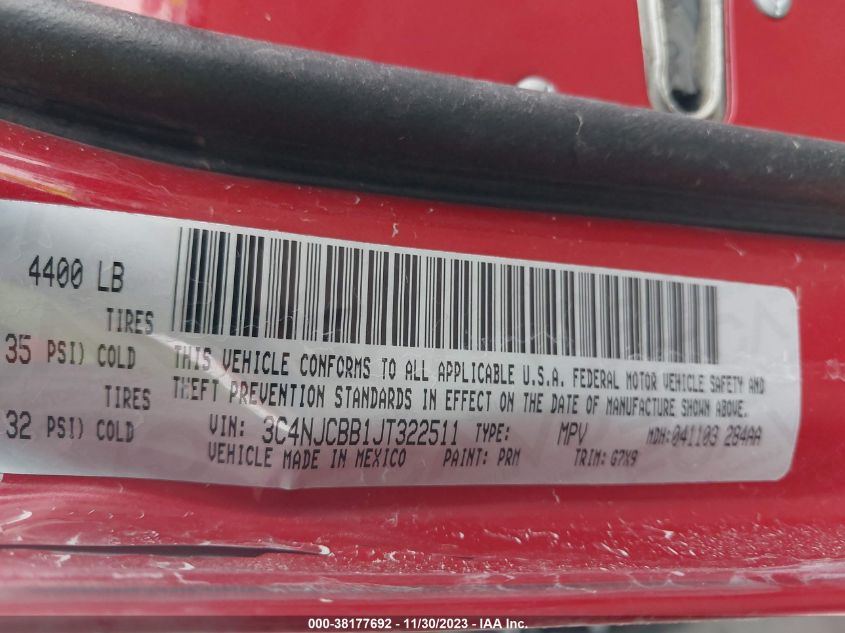 4400 LB
TIRES
35 PSI) COLD
TIRES
32 PSI) COLD
THIS VEHICLE CONFORMS TO ALL APPLICABLE U.S.A. FEDERAL MOTOR VEHICLE SAFETY AND
THEFT PREVENTION STANDARDS IN EFFECT ON THE DATE OF MANUFACTURE SHOWN ABOVE.
VIN: 3C4NJCBB1JT322511 TYPE: MPV MDH:041103 284AA
VEHICLE MADE IN MEXICO PAINT: PRM TRIM: G7X9
000-38177692 - 11/30/2023 - IAA Inc.